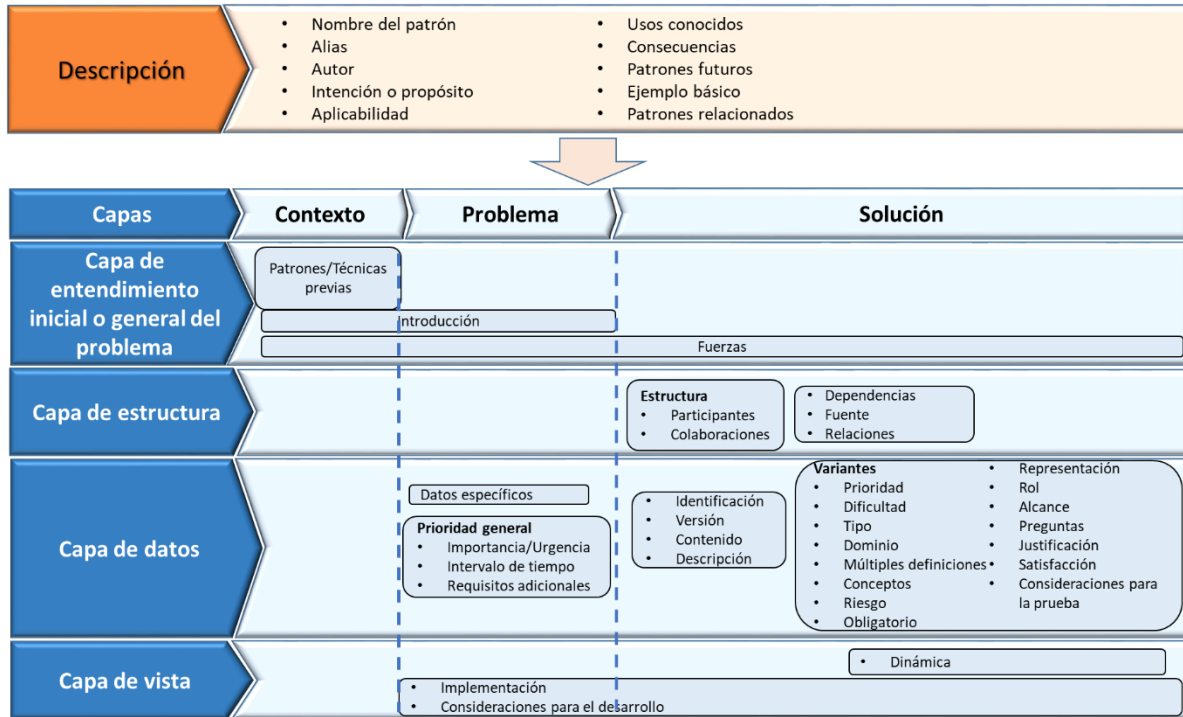 Descripción
• Nombre del patrón
• Alias
• Autor
• Intención o propósito
• Aplicabilidad
• Usos conocidos
• Consecuencias
• Patrones futuros
• Ejemplo básico
• Patrones relacionados
Capas
Contexto
Problema
Solución
Capa de
entendimiento
inicial o general del
problema
Patrones/Técnicas
previas
Introducción
Fuerzas
Capa de estructura
Estructura
• Participantes
• Colaboraciones
• Dependencias
• Fuente
• Relaciones
Capa de datos
Datos específicos
Prioridad general
• Importancia/Urgencia
• Intervalo de tiempo
• Requisitos adicionales
• Identificación
• Versión
• Contenido
• Descripción
Variantes
• Prioridad
• Dificultad
• Tipo
• Dominio
• Múltiples definiciones
• Conceptos
• Riesgo
• Obligatorio
• Representación
• Rol
• Alcance
• Preguntas
• Justificación
• Satisfacción
• Consideraciones para
la prueba
Capa de vista
• Dinámica
• Implementación
• Consideraciones para el desarrollo